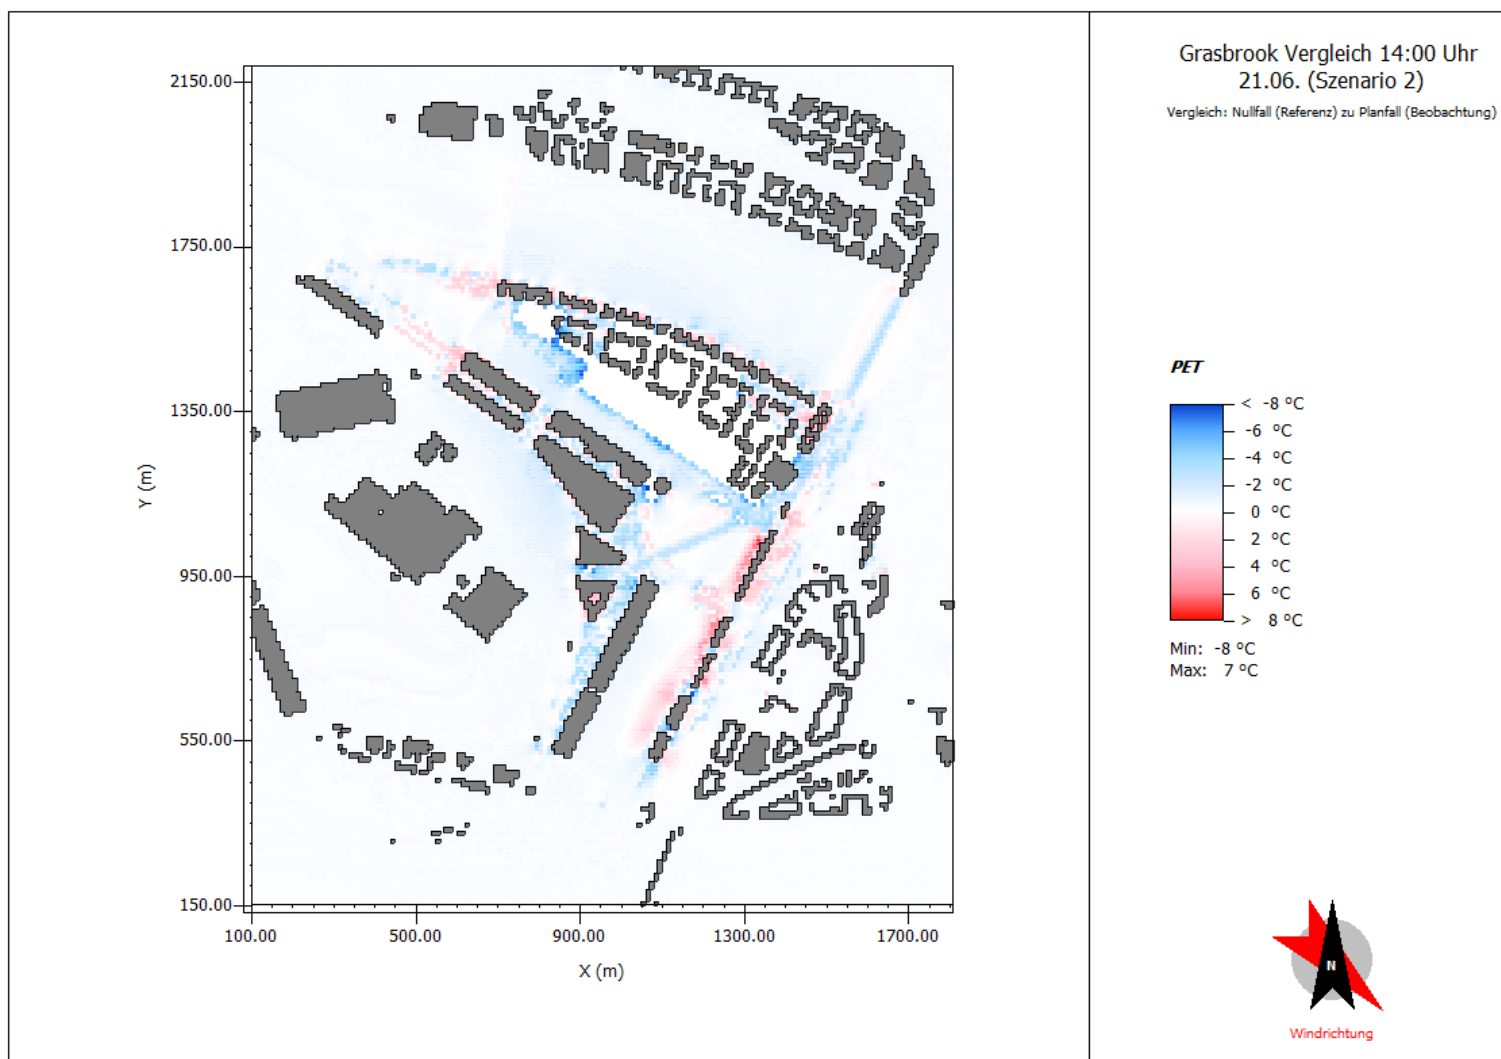 Grasbrook Vergleich 14:00 Uhr
21.06. (Szenario 2)
Vergleich: Nullfall (Referenz) zu Planfall (Beobachtung)
2150.00
1750.00
1350.00
950.00
550.00
150.00
Y (m)
100.00 500.00 900.00 1300.00 1700.00
X (m)
PET
< -8 °C
-6 °C
-4 °C
-2 °C
0 °C
2 °C
4 °C
6 °C
> 8 °C
Min: -8 °C
Max: 7 °C
N
Windrichtung